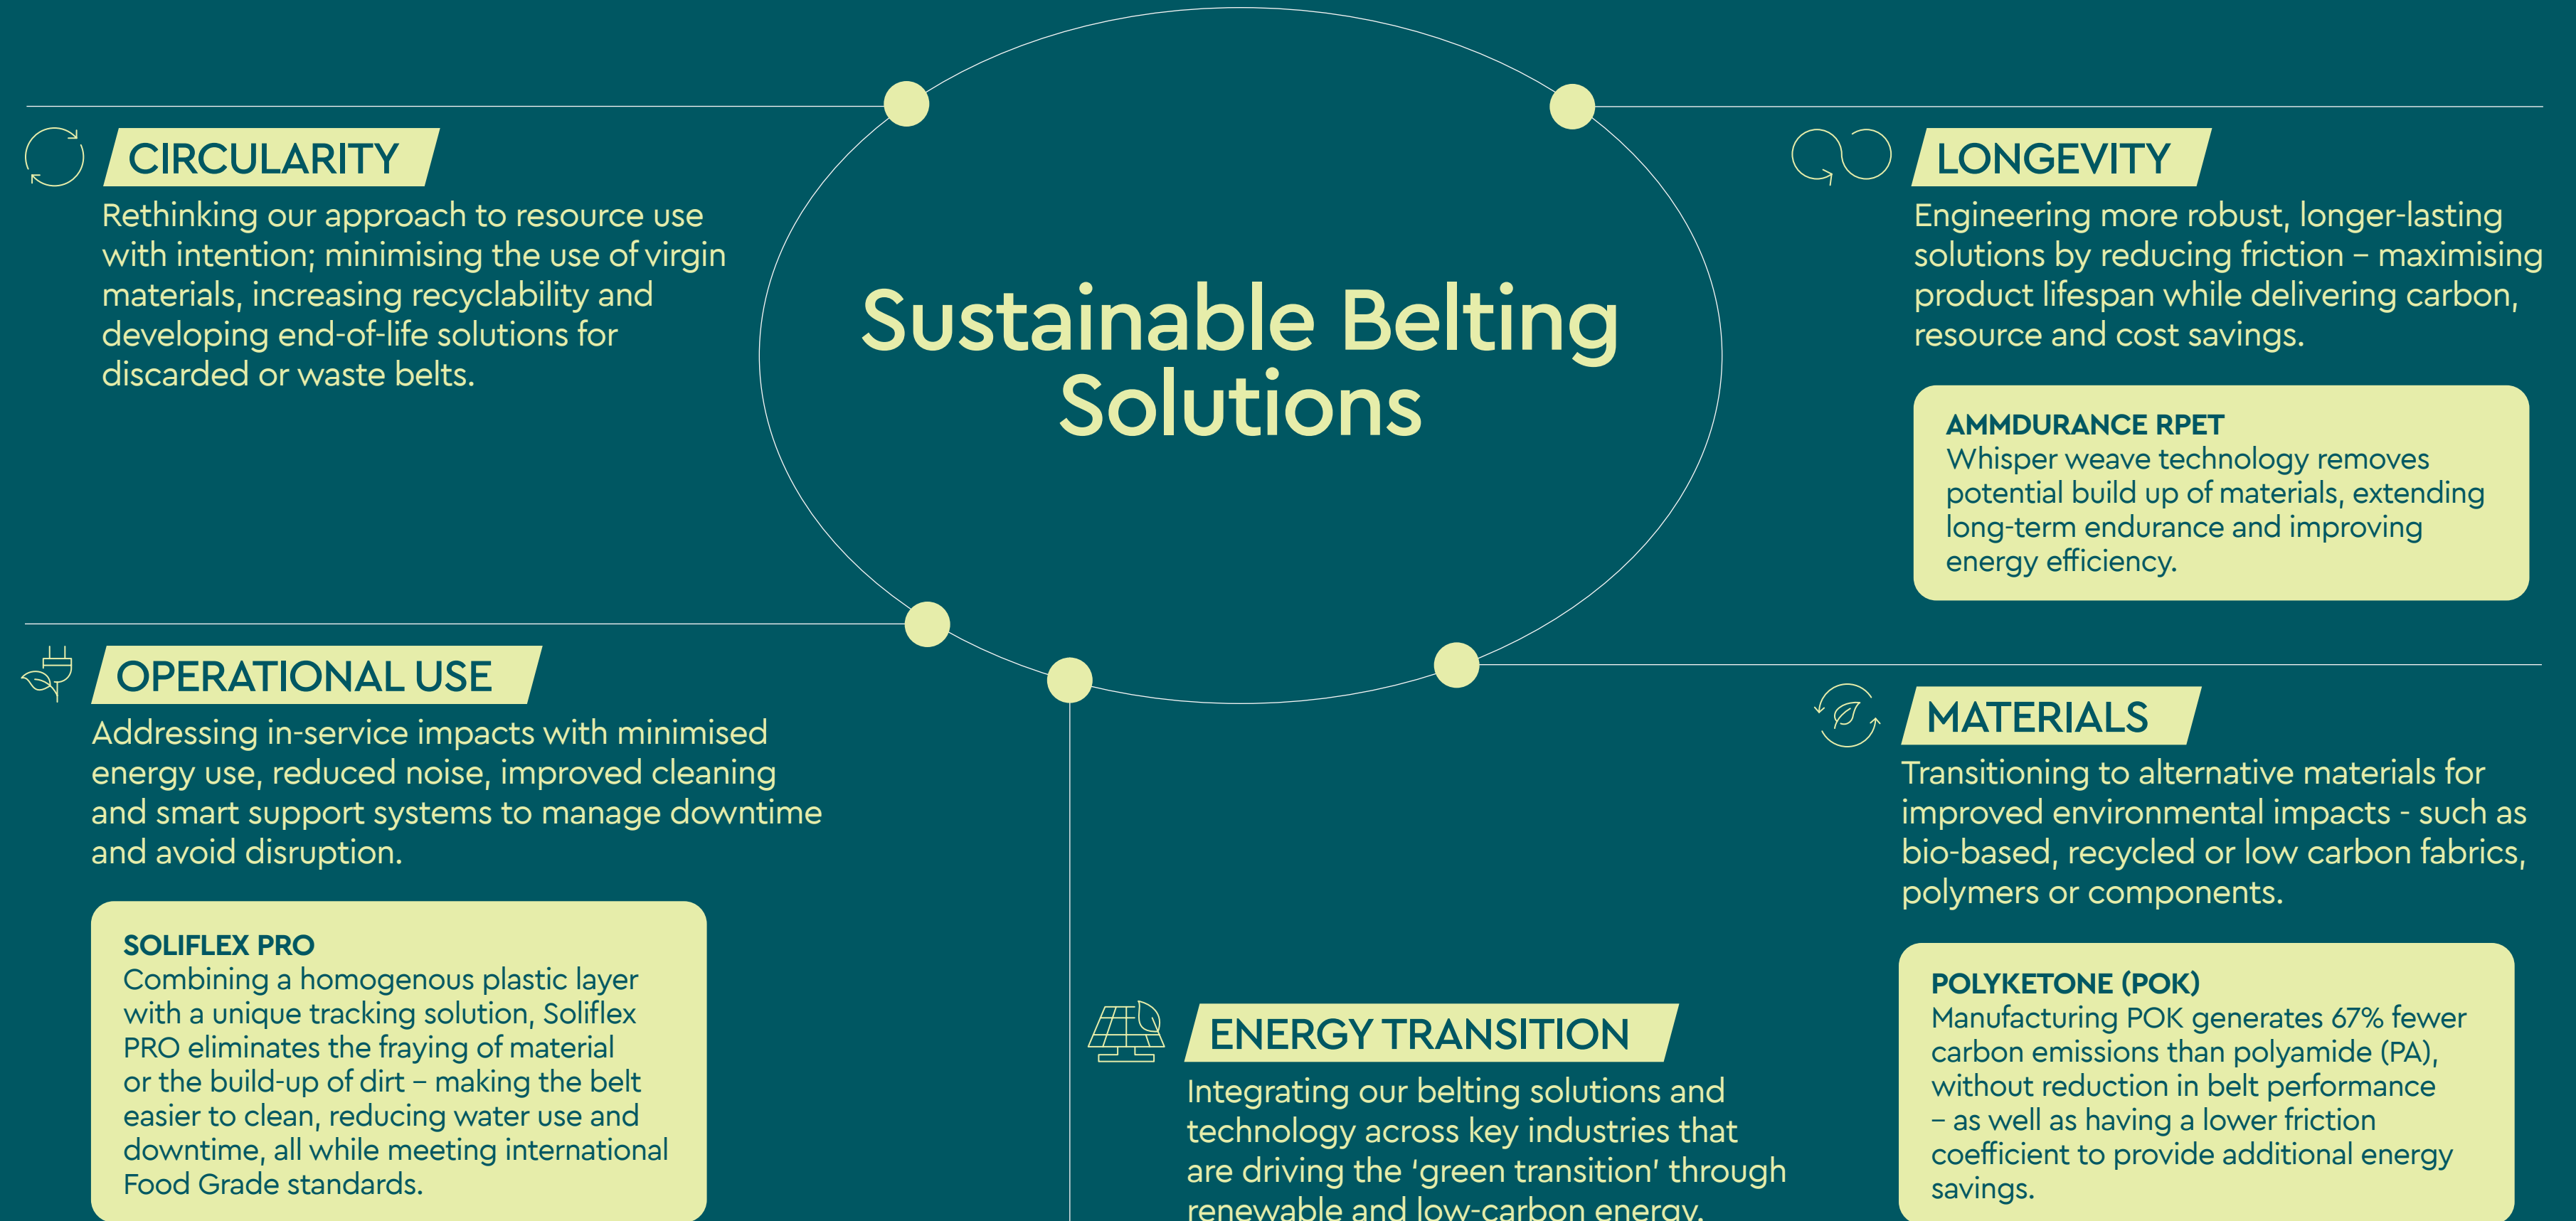 Sustainable Belting
Solutions
CIRCULARITY
Rethinking our approach to resource use
with intention; minimising the use of virgin
materials, increasing recyclability and
developing end-of-life solutions for
discarded or waste belts.
LONGEVITY
Engineering more robust, longer-lasting
solutions by reducing friction – maximising
product lifespan while delivering carbon,
resource and cost savings.
AMMDURANCE RPET
Whisper weave technology removes
potential build up of materials, extending
long-term endurance and improving
energy efficiency.
OPERATIONAL USE
Addressing in-service impacts with minimised
energy use, reduced noise, improved cleaning
and smart support systems to manage downtime
and avoid disruption.
SOLIFLEX PRO
Combining a homogenous plastic layer
with a unique tracking solution, Soliflex
PRO eliminates the fraying of material
or the build-up of dirt – making the belt
easier to clean, reducing water use and
downtime, all while meeting international
Food Grade standards.
ENERGY TRANSITION
Integrating our belting solutions and
technology across key industries that
are driving the ‘green transition’ through
renewable and low-carbon energy.
MATERIALS
Transitioning to alternative materials for
improved environmental impacts - such as
bio-based, recycled or low carbon fabrics,
polymers or components.
POLYKETONE (POK)
Manufacturing POK generates 67% fewer
carbon emissions than polyamide (PA),
without reduction in belt performance
– as well as having a lower friction
coefficient to provide additional energy
savings.